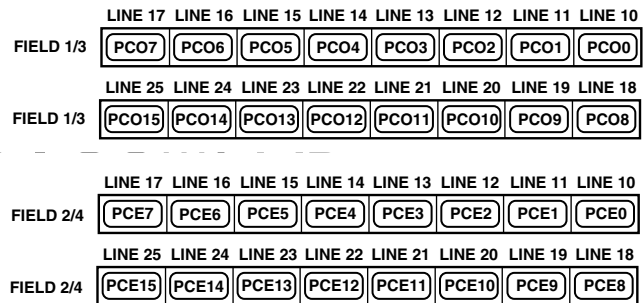 LINE 17 LINE 16 LINE 15 LINE 14 LINE 13 LINE 12 LINE 11 LINE 10
FIELD 1/3 PCO7 PCO6 PCO5 PCO4 PCO3 PCO2 PCO1 PCO0
LINE 25 LINE 24 LINE 23 LINE 22 LINE 21 LINE 20 LINE 19 LINE 18
FIELD 1/3 PCO15 PCO14 PCO13 PCO12 PCO11 PCO10 PCO9 PCO8
LINE 17 LINE 16 LINE 15 LINE 14 LINE 13 LINE 12 LINE 11 LINE 10
FIELD 2/4 PCE7 PCE6 PCE5 PCE4 PCE3 PCE2 PCE1 PCE0
LINE 25 LINE 24 LINE 23 LINE 22 LINE 21 LINE 20 LINE 19 LINE 18
FIELD 2/4 PCE15 PCE14 PCE13 PCE12 PCE11 PCE10 PCE9 PCE8